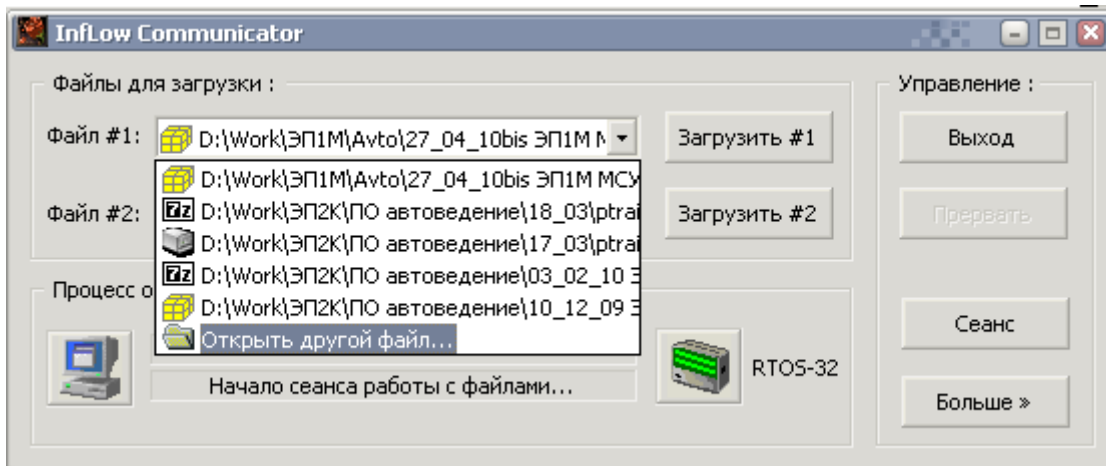 InfLow Communicator
Файлы для загрузки :
Управление :
Файл #1:
D:\Work\ЭП1М\Avto\27_04_10bis ЭП1М М
Загрузить #1
Выход
D:\Work\ЭП1М\Avto\27_04_10bis ЭП1М МСУ
Файл #2:
D:\Work\ЭП2К\ПО автоведение\18_03\ptrai
Загрузить #2
Прервать
D:\Work\ЭП2К\ПО автоведение\17_03\ptrai
D:\Work\ЭП2К\ПО автоведение\03_02_10 Э
Процесс о
D:\Work\ЭП2К\ПО автоведение\10_12_09 Э
Открыть другой файл...
Сеанс
RTOS-32
Начало сеанса работы с файлами...
Больше »